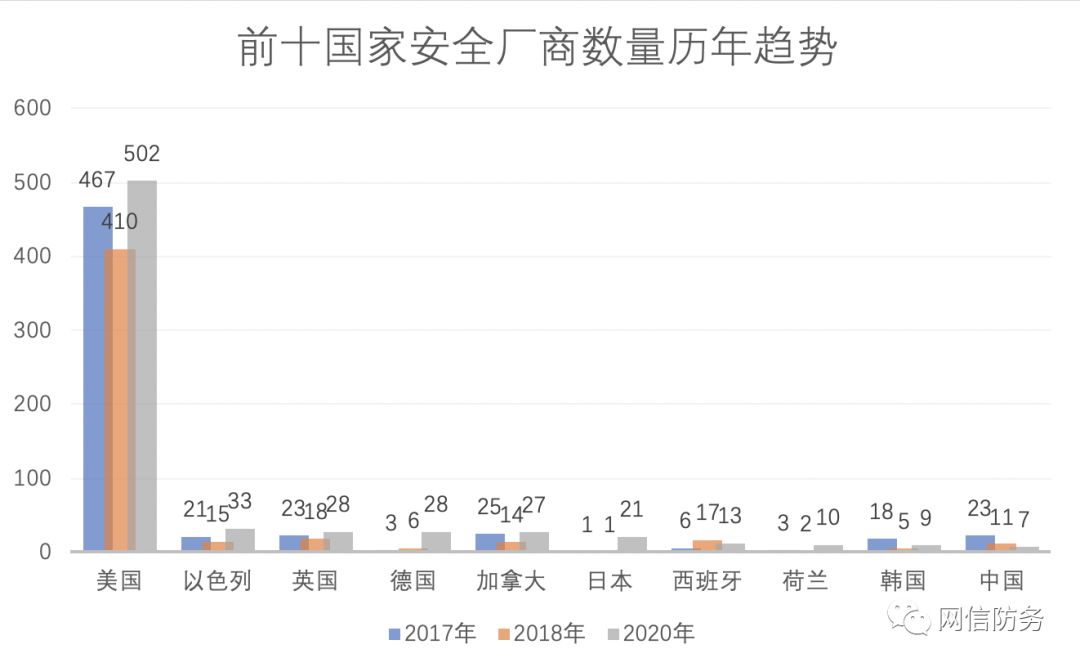 前十国家安全厂商数量历年趋势
600
500
400
300
200
100
0
467 410 502
21 15 33
23 18 28
3 6 28
25 14 27
1 1 21
6 17 13
3 2 10
18 5 9
23 11 7
美国 以色列 英国 德国 加拿大 日本 西班牙 荷兰 韩国 中国
2017年 2018年 2020年
网信防务